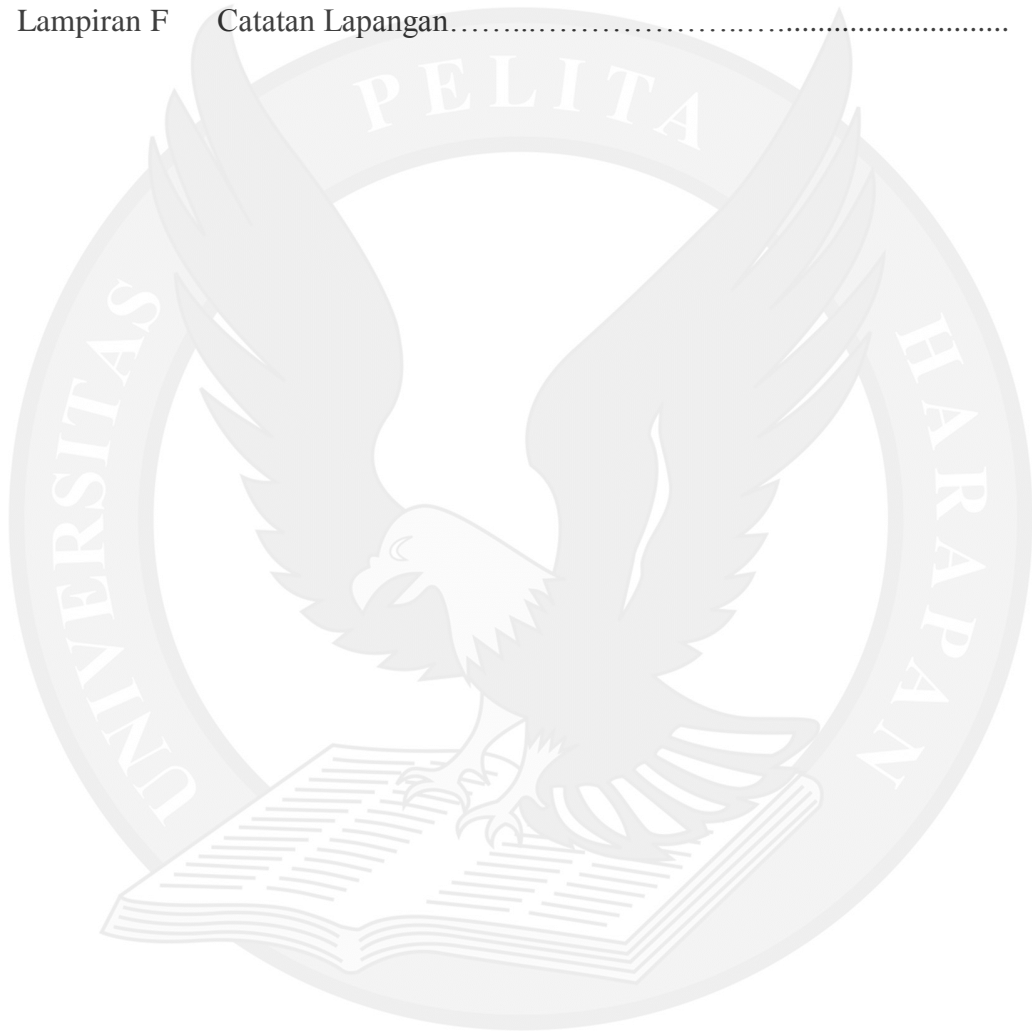 Lampiran F Catatan Lapangan……...……………………….............................
UNIVERSITAS PELITA HARAPAN